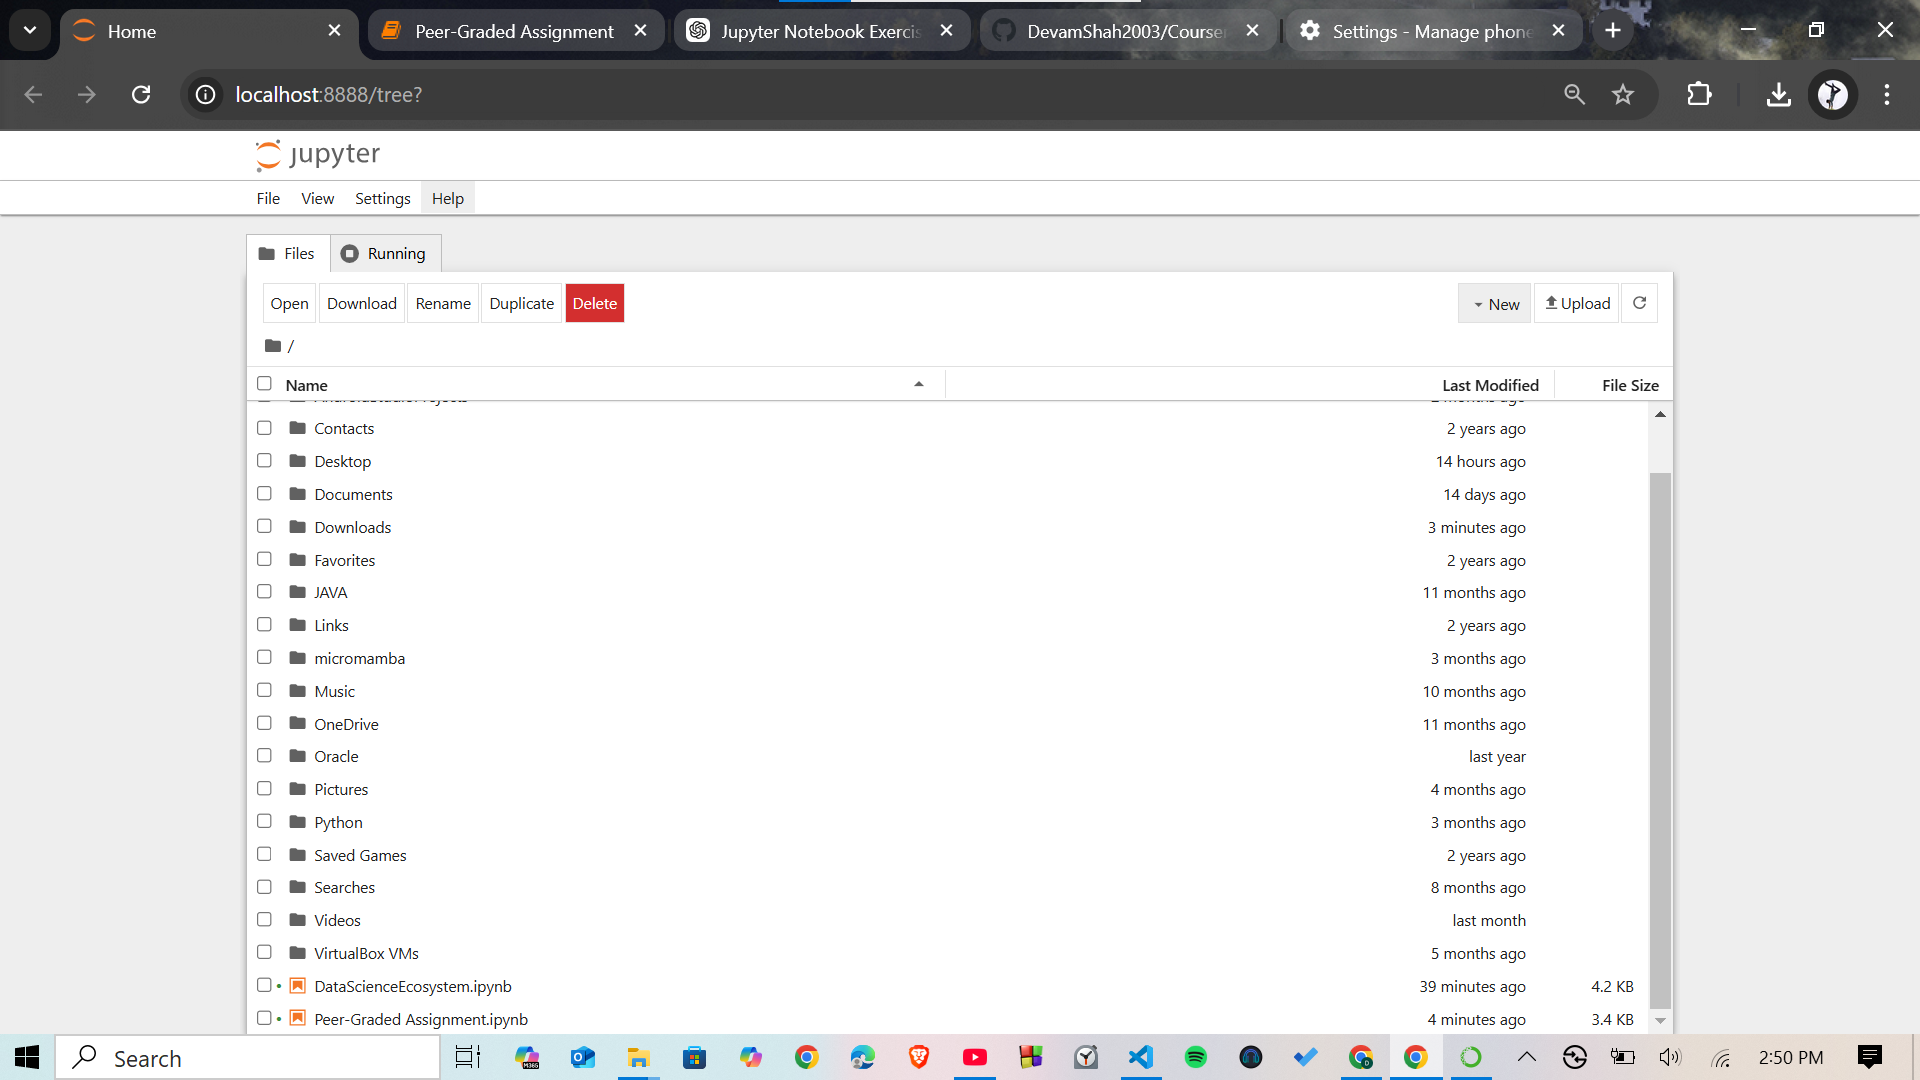 Home
Peer-Graded Assignment
Jupyter Notebook Exercis
DevamShah2003/Courser
Settings - Manage phone
localhost:8888/tree?
jupyter
File View Settings Help
Files Running
Open Download Rename Duplicate Delete New Upload
/
Name Last Modified File Size
Contacts 2 years ago
Desktop 14 hours ago
Documents 14 days ago
Downloads 3 minutes ago
Favorites 2 years ago
JAVA 11 months ago
Links 2 years ago
micromamba 3 months ago
Music 10 months ago
OneDrive 11 months ago
Oracle last year
Pictures 4 months ago
Python 3 months ago
Saved Games 2 years ago
Searches 8 months ago
Videos last month
VirtualBox VMs 5 months ago
DataScienceEcosystem.ipynb 39 minutes ago 4.2 KB
Peer-Graded Assignment.ipynb 4 minutes ago 3.4 KB
Search 2:50 PM